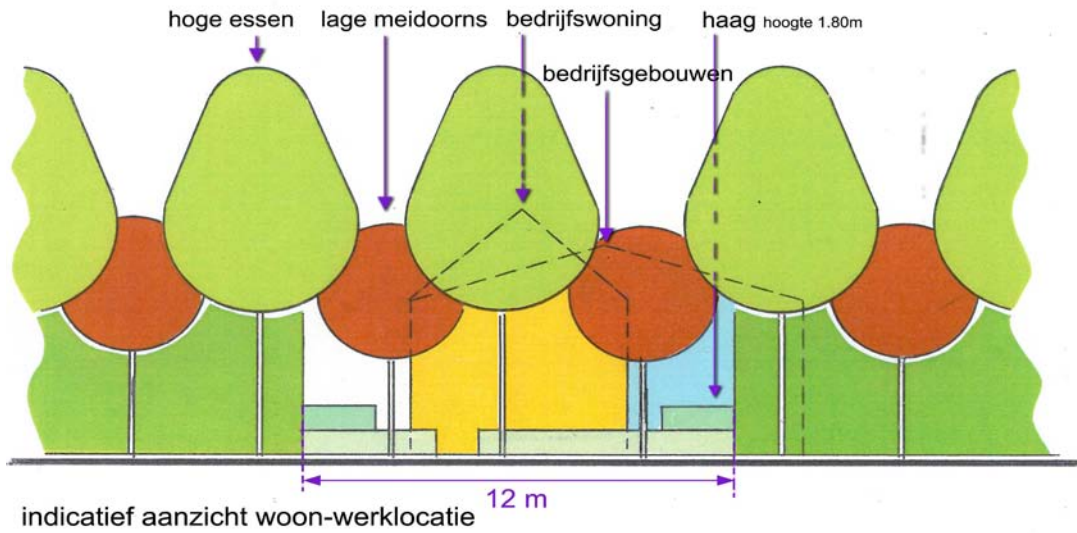 hoge essen
lage meidoorns
bedrijfswoning
haag hoogte 1.80m
bedrijfsgebouwen
12 m
indicatief aanzicht woon-werklocatie